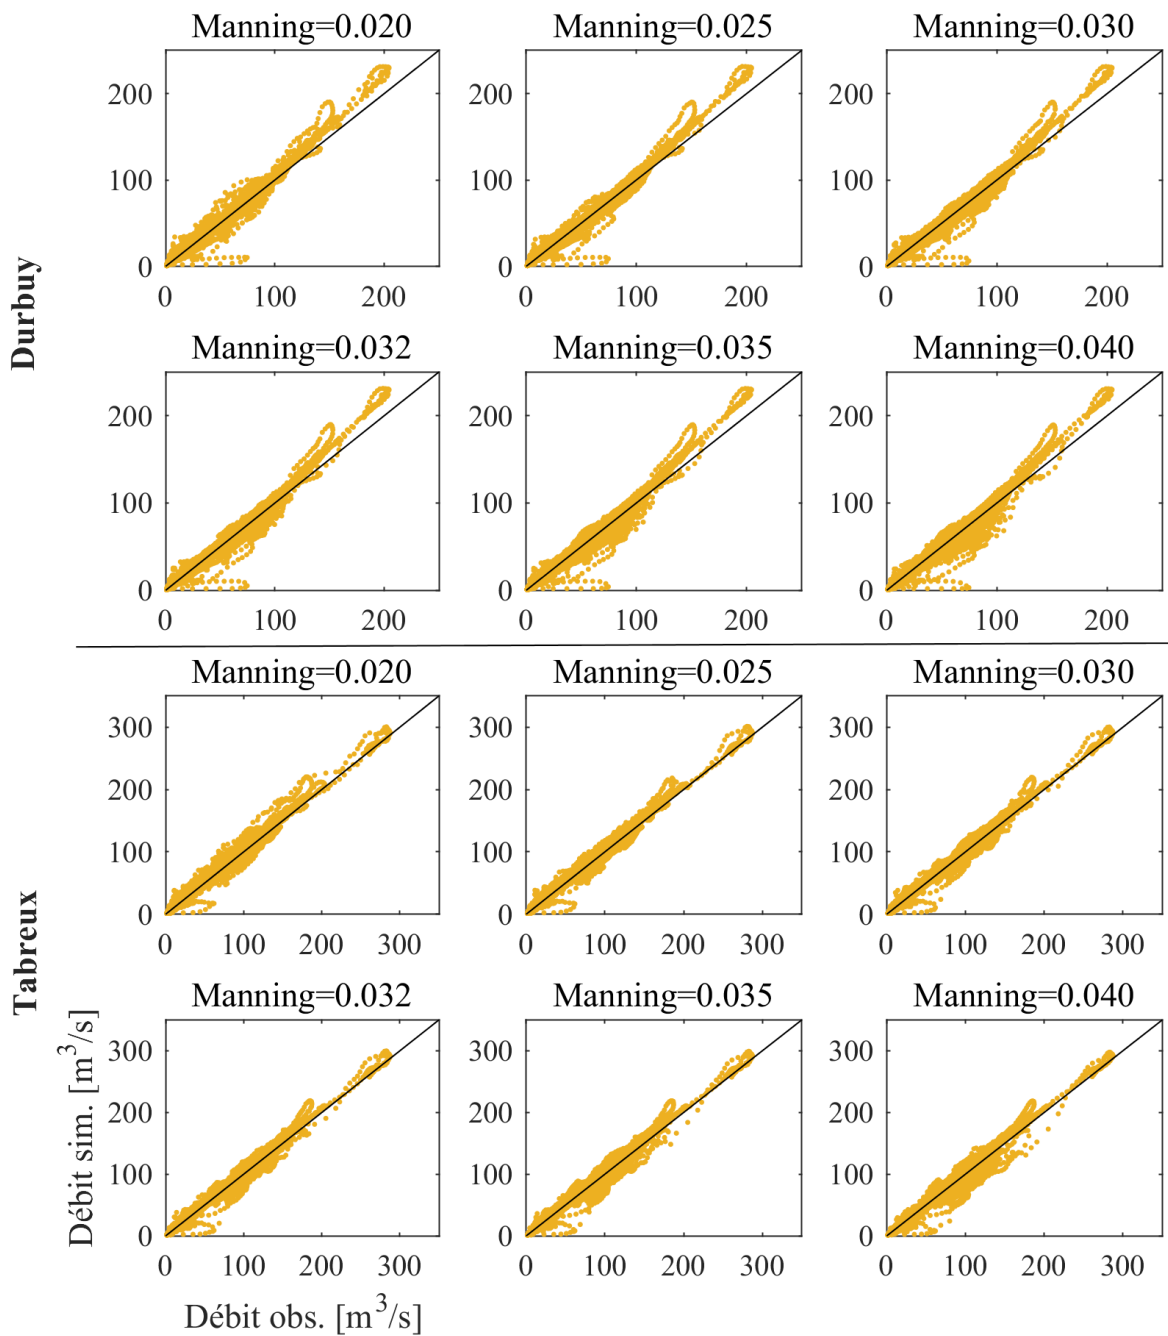 Manning=0.020 Manning=0.025 Manning=0.030
200 200 200
100 100 100
0 0 0
0 100 200 0 100 200 0 100 200
Durbuy
Manning=0.032 Manning=0.035 Manning=0.040
200 200 200
100 100 100
0 0 0
0 100 200 0 100 200 0 100 200
Manning=0.020 Manning=0.025 Manning=0.030
300 300 300
200 200 200
100 100 100
0 0 0
0 100 200 300 0 100 200 300 0 100 200 300
Tabreux
Manning=0.032 Manning=0.035 Manning=0.040
300 300 300
200 200 200
100 100 100
0 0 0
0 100 200 300 0 100 200 300 0 100 200 300
Débit sim. [m³/s]
Débit obs. [m³/s]